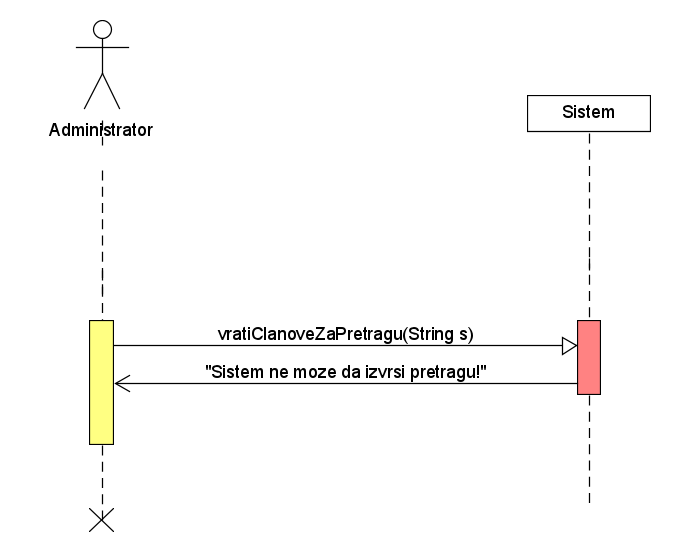 Administrator
Sistem
vratiClanoveZaPretragu(String s)
"Sistem ne moze da izvrsi pretragu!"